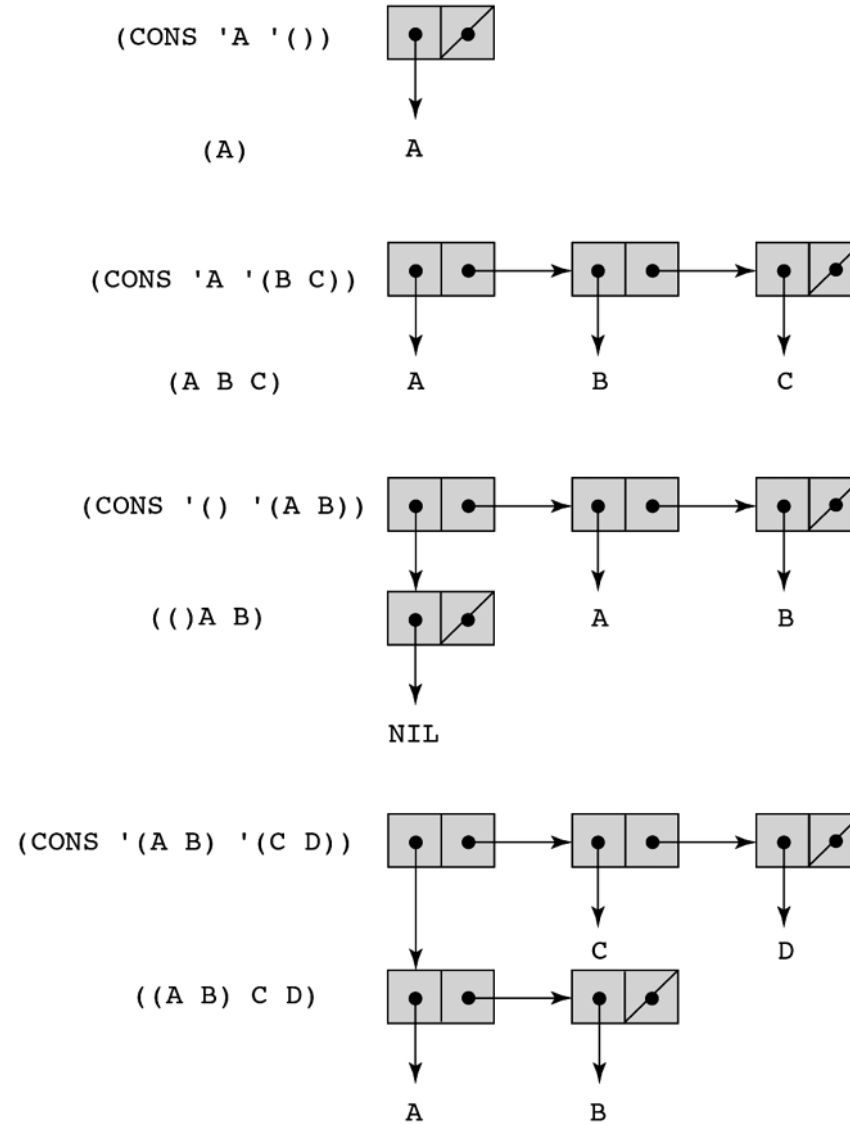 (CONS 'A '())
(A) A
(CONS 'A '(B C))
(A B C) A B C
(CONS '() '(A B))
(()A B) A B
NIL
(CONS '(A B) '(C D))
C D
((A B) C D)
A B